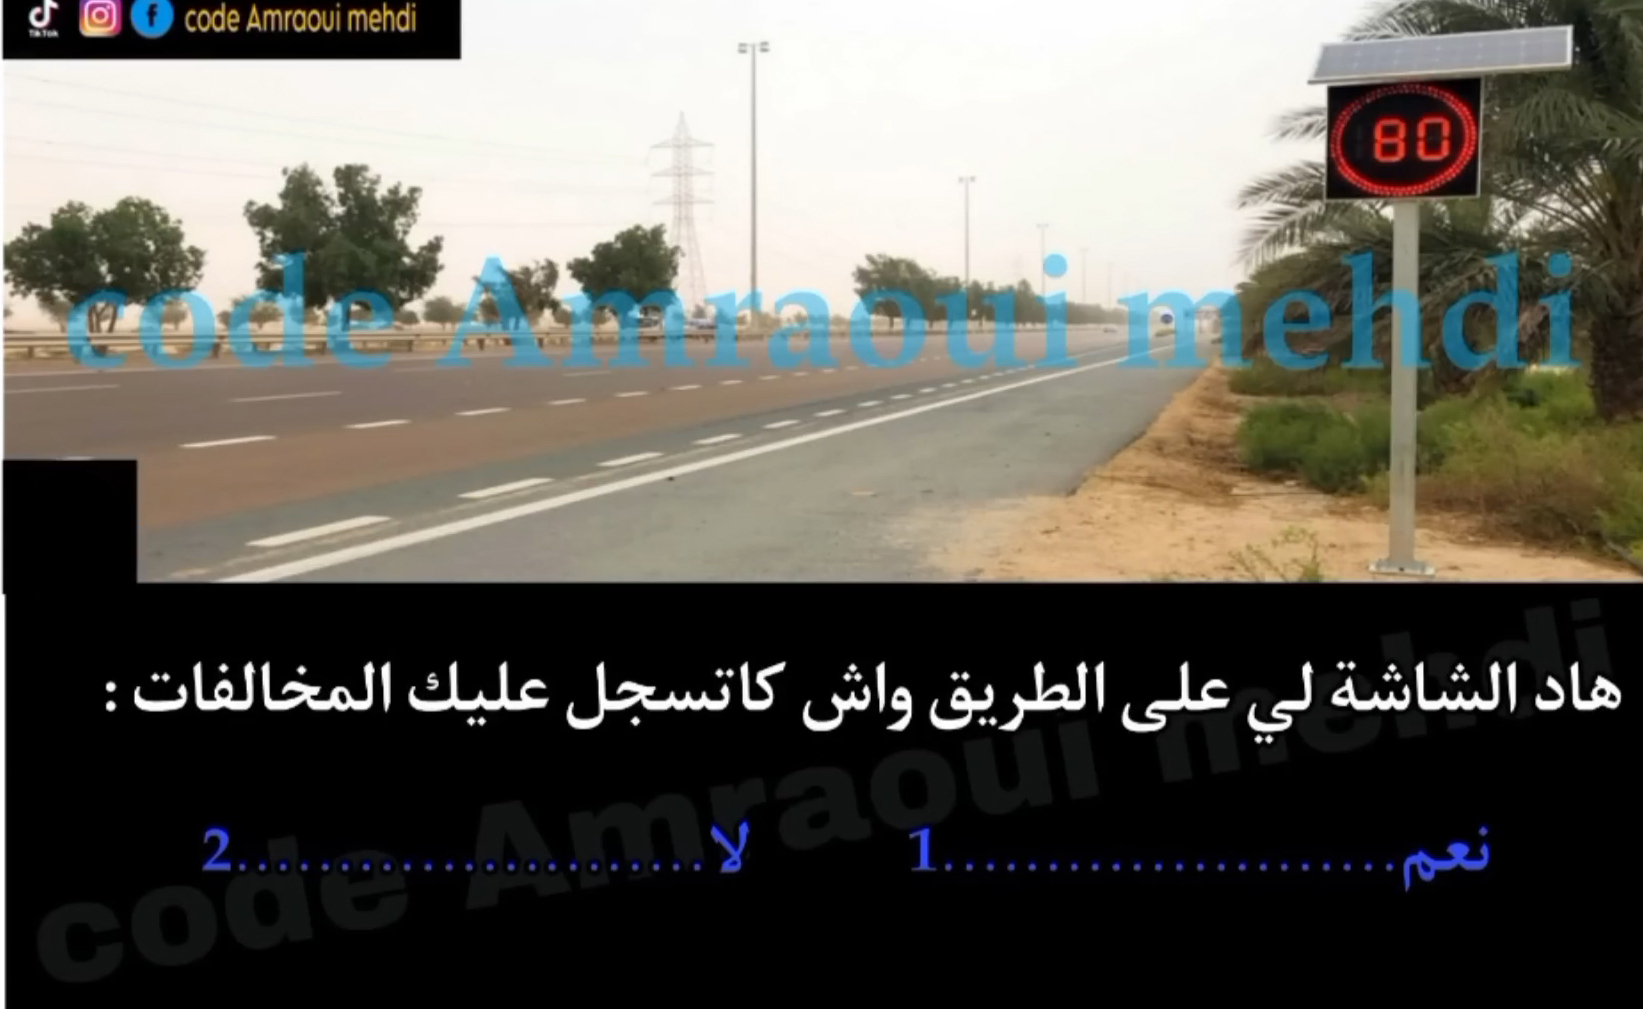 TikTok
code Amraoui mehdi
80
code Amraoui mehdi
هاد الشاشة لي على الطريق واش كاتسجل عليك المخالفات :
نعم......................1 لا......................2
code Amraoui mehdi